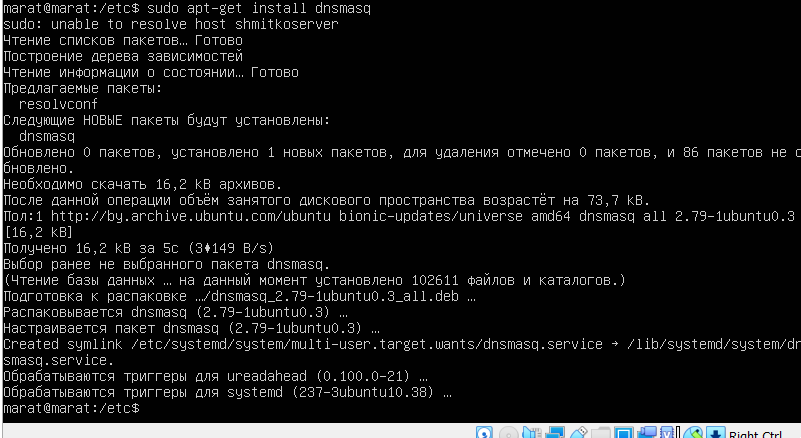 marat@marat:/etc$ sudo apt-get install dnsmasq
sudo: unable to resolve host shmitkoserver
Чтение списков пакетов… Готово
Построение дерева зависимостей
Чтение информации о состоянии… Готово
Предлагаемые пакеты:
  resolvconf
Следующие НОВЫЕ пакеты будут установлены:
  dnsmasq
Обновлено 0 пакетов, установлено 1 новых пакетов, для удаления отмечено 0 пакетов, и 86 пакетов не о
бновлено.
Необходимо скачать 16,2 kB архивов.
После данной операции объём занятого дискового пространства возрастёт на 73,7 kB.
Пол:1 http://by.archive.ubuntu.com/ubuntu bionic-updates/universe amd64 dnsmasq all 2.79-1ubuntu0.3
[16,2 kB]
Получено 16,2 kB за 5с (3♦149 B/s)
Выбор ранее не выбранного пакета dnsmasq.
(Чтение базы данных … на данный момент установлено 102611 файлов и каталогов.)
Подготовка к распаковке …/dnsmasq_2.79-1ubuntu0.3_all.deb …
Распаковывается dnsmasq (2.79-1ubuntu0.3) …
Настраивается пакет dnsmasq (2.79-1ubuntu0.3) …
Created symlink /etc/systemd/system/multi-user.target.wants/dnsmasq.service → /lib/systemd/system/dn
smasq.service.
Обрабатываются триггеры для ureadahead (0.100.0-21) …
Обрабатываются триггеры для systemd (237-3ubuntu10.38) …
marat@marat:/etc$
Right Ctrl